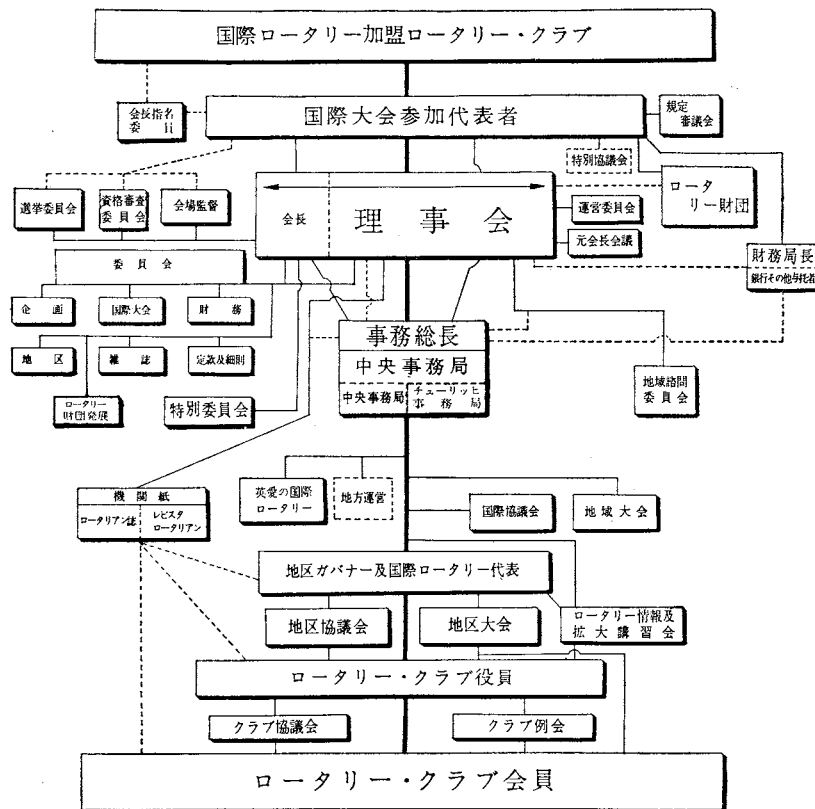 国際ロータリー加盟ロータリー・クラブ
会長指名
委員
国際大会参加代表者
規定
審議会
特別協議会
ロータ
リー財団
選挙委員会
資格審査
委員会
会場監督
会長
理事会
運営委員会
元会長会議
財務局長
銀行その他与托者
委員会
企画
国際大会
財務
地区
雑誌
定款及細則
ロータリー
財団発展
特別委員会
事務総長
中央事務局
中央事務局
チューリッヒ
事務局
地域諮問
委員会
機関紙
ロータリアン誌
レビスタ
ロータリアン
英愛の国際
ロータリー
地方運営
国際協議会
地域大会
地区ガバナー及国際ロータリー代表
地区協議会
地区大会
ロータリー情報及
拡大講習会
ロータリー・クラブ役員
クラブ協議会
クラブ例会
ロータリー・クラブ会員